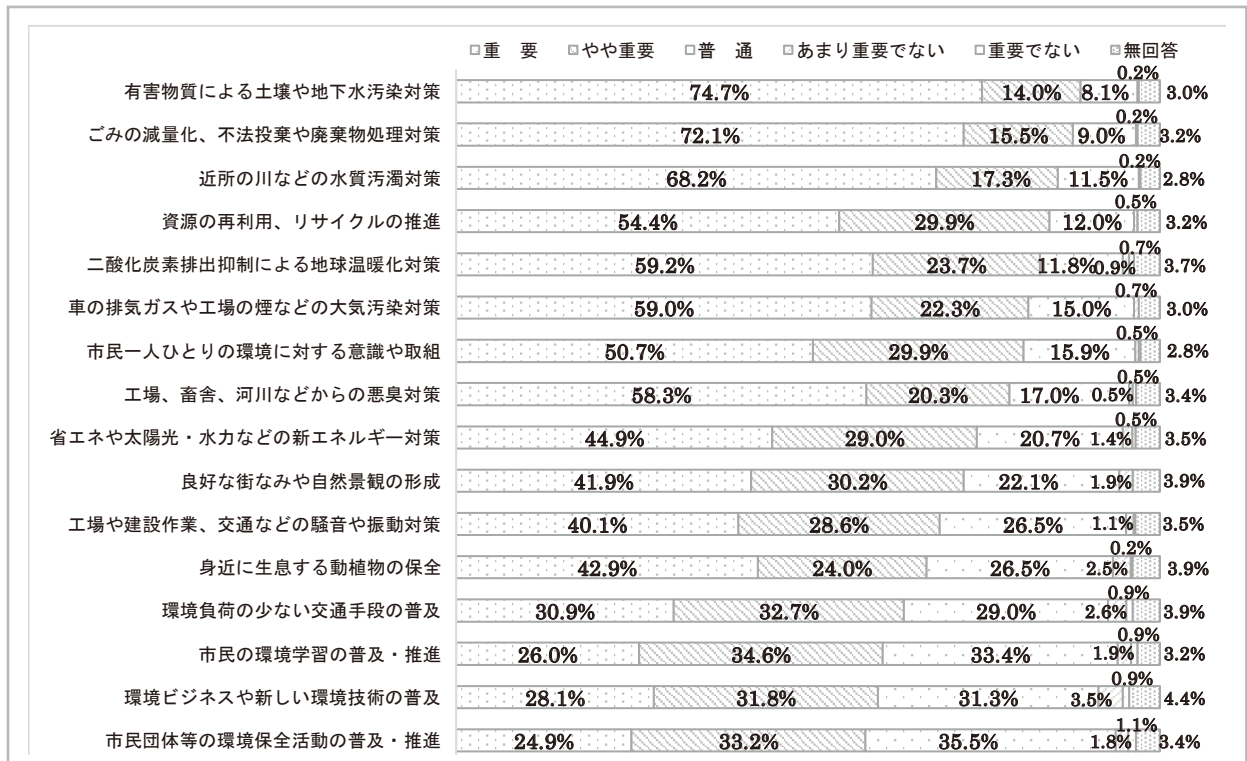 重　要　やや重要　普　通　あまり重要でない　重要でない　無回答
有害物質による土壌や地下水汚染対策 74.7% 14.0% 8.1% 0.2% 3.0%
ごみの減量化、不法投棄や廃棄物処理対策 72.1% 15.5% 9.0% 0.2% 3.2%
近所の川などの水質汚濁対策 68.2% 17.3% 11.5% 0.2% 2.8%
資源の再利用、リサイクルの推進 54.4% 29.9% 12.0% 0.5% 3.2%
二酸化炭素排出抑制による地球温暖化対策 59.2% 23.7% 11.8% 0.9% 0.7% 3.7%
車の排気ガスや工場の煙などの大気汚染対策 59.0% 22.3% 15.0% 0.7% 3.0%
市民一人ひとりの環境に対する意識や取組 50.7% 29.9% 15.9% 0.5% 2.8%
工場、畜舎、河川などからの悪臭対策 58.3% 20.3% 17.0% 0.5% 0.5% 3.4%
省エネや太陽光・水力などの新エネルギー対策 44.9% 29.0% 20.7% 1.4% 0.5% 3.5%
良好な街なみや自然景観の形成 41.9% 30.2% 22.1% 1.9% 3.9%
工場や建設作業、交通などの騒音や振動対策 40.1% 28.6% 26.5% 1.1% 3.5%
身近に生息する動植物の保全 42.9% 24.0% 26.5% 2.5% 0.2% 3.9%
環境負荷の少ない交通手段の普及 30.9% 32.7% 29.0% 2.6% 0.9% 3.9%
市民の環境学習の普及・推進 26.0% 34.6% 33.4% 1.9% 0.9% 3.2%
環境ビジネスや新しい環境技術の普及 28.1% 31.8% 31.3% 3.5% 0.9% 4.4%
市民団体等の環境保全活動の普及・推進 24.9% 33.2% 35.5% 1.8% 1.1% 3.4%